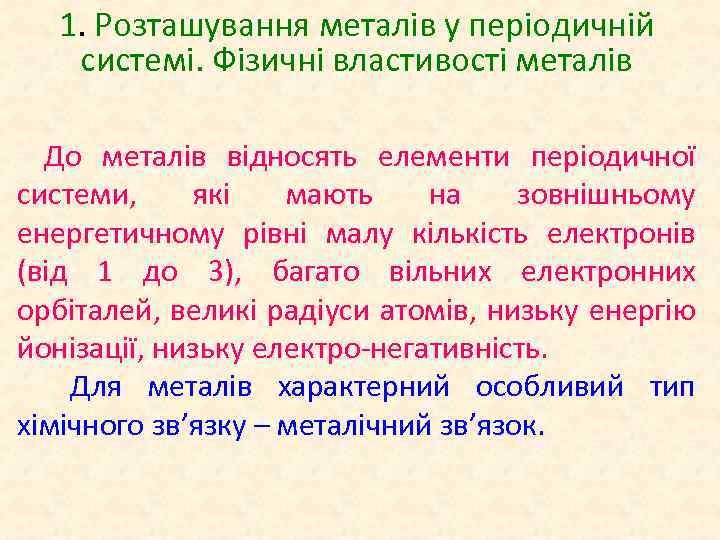 1. Розташування металів у періодичній
системі. Фізичні властивості металів
До металів відносять елементи періодичної
системи, які мають на зовнішньому
енергетичному рівні малу кількість електронів
(від 1 до 3), багато вільних електронних
орбіталей, великі радіуси атомів, низьку енергію
йонізації, низьку електро-негативність.
Для металів характерний особливий тип
хімічного зв’язку – металічний зв’язок.